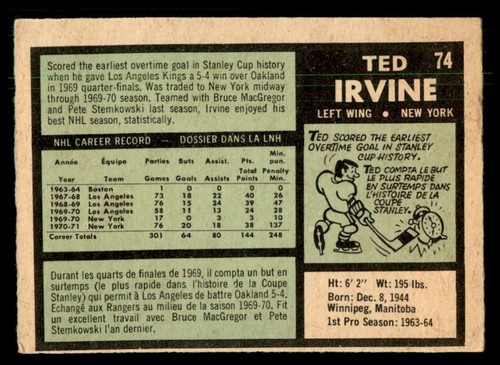 Scored the earliest overtime goal in Stanley Cup history
when he gave Los Angeles Kings a 5-4 win over Oakland
in 1969 quarter-finals. Was traded to New York midway
through 1969-70 season. Teamed with Bruce MacGregor
and Pete Stemkowski last season, Irvine enjoyed his
best NHL season, statistically.
74
TED
IRVINE
LEFT WING • NEW YORK
NHL CAREER RECORD — DOSSIER DANS LA LNH
Année Équipe Parties Buts Assist. Pts. Min. pun.
Year Team Games Goals Assists Total Points Penalty Min.
1963-64 Boston 1 0 0 0 0
1967-68 Los Angeles 73 18 22 40 26
1968-69 Los Angeles 76 15 24 39 47
1969-70 Los Angeles 58 11 13 24 28
1969-70 New York 17 0 3 3 10
1970-71 New York 76 20 18 38 137
Career Totals 301 64 80 144 248
TED SCORED THE EARLIEST
OVERTIME GOAL IN STANLEY
CUP HISTORY.
TED COMPTA LE BUT
LE PLUS RAPIDE
EN SURTEMPS DANS
L'HISTOIRE DE LA
COUPE
STANLEY.
Durant les quarts de finales de 1969, il compta un but en
surtemps (le plus rapide dans l'histoire de la Coupe
Stanley) qui permit à Los Angeles de battre Oakland 5-4.
Echangé aux Rangers au milieu de la saison 1969-70. Fit
un excellent travail avec Bruce MacGregor et Pete
Stemkowski l'an dernier.
Ht: 6' 2" Wt: 195 lbs.
Born: Dec. 8, 1944
Winnipeg, Manitoba
1st Pro Season: 1963-64